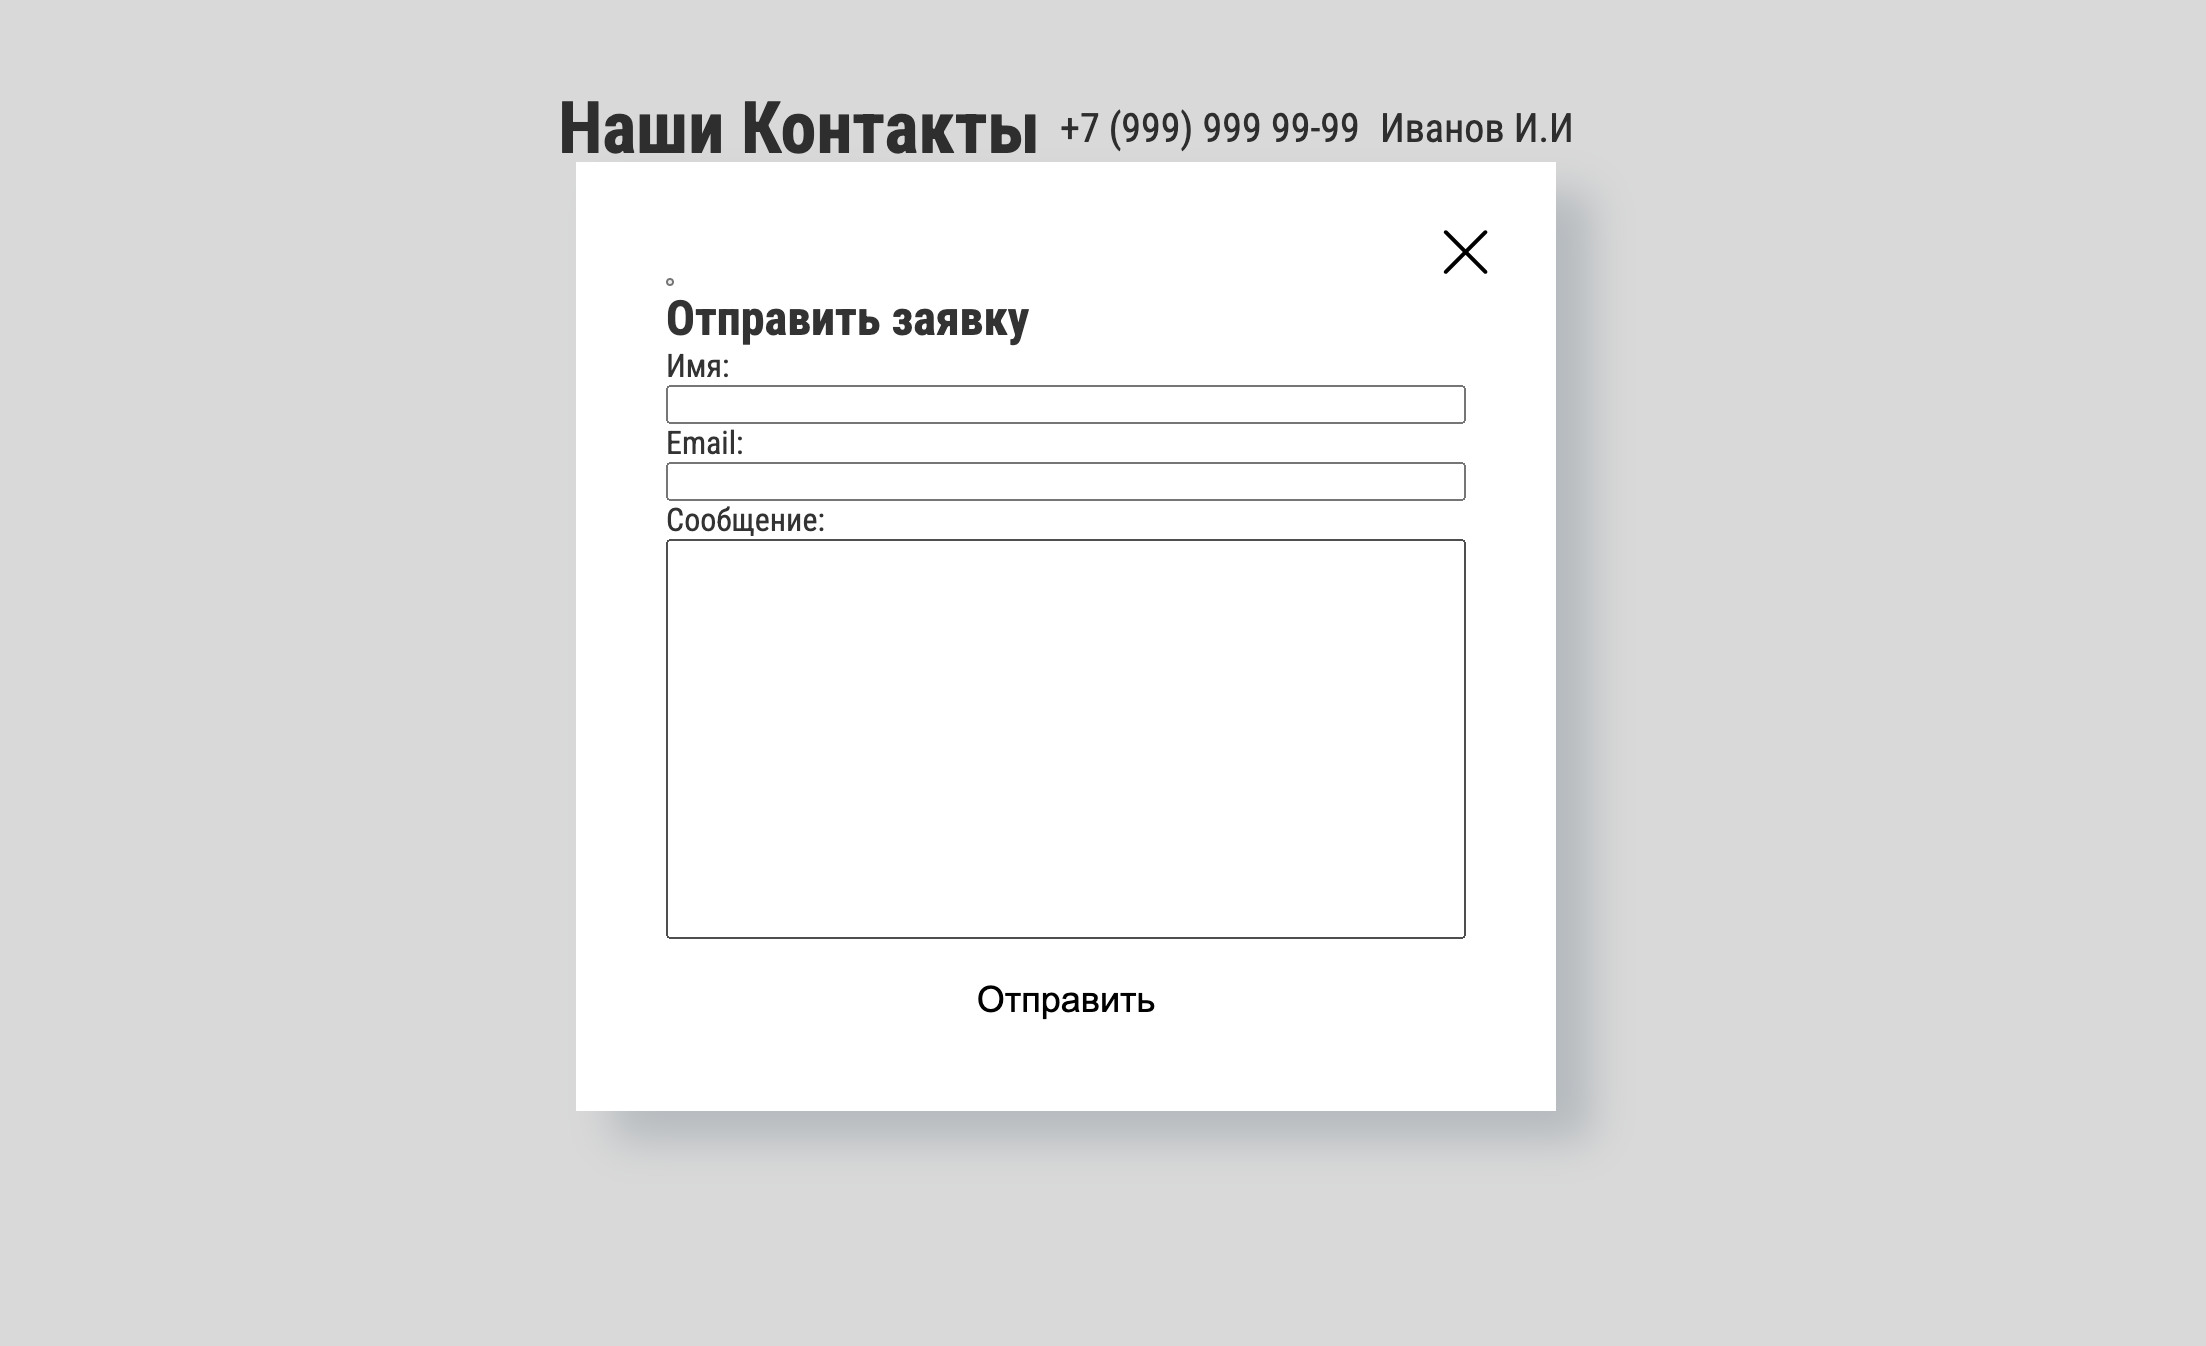 Наши Контакты +7 (999) 999 99-99 Иванов И.И
Отправить заявку
Имя:
Email:
Сообщение:
Отправить